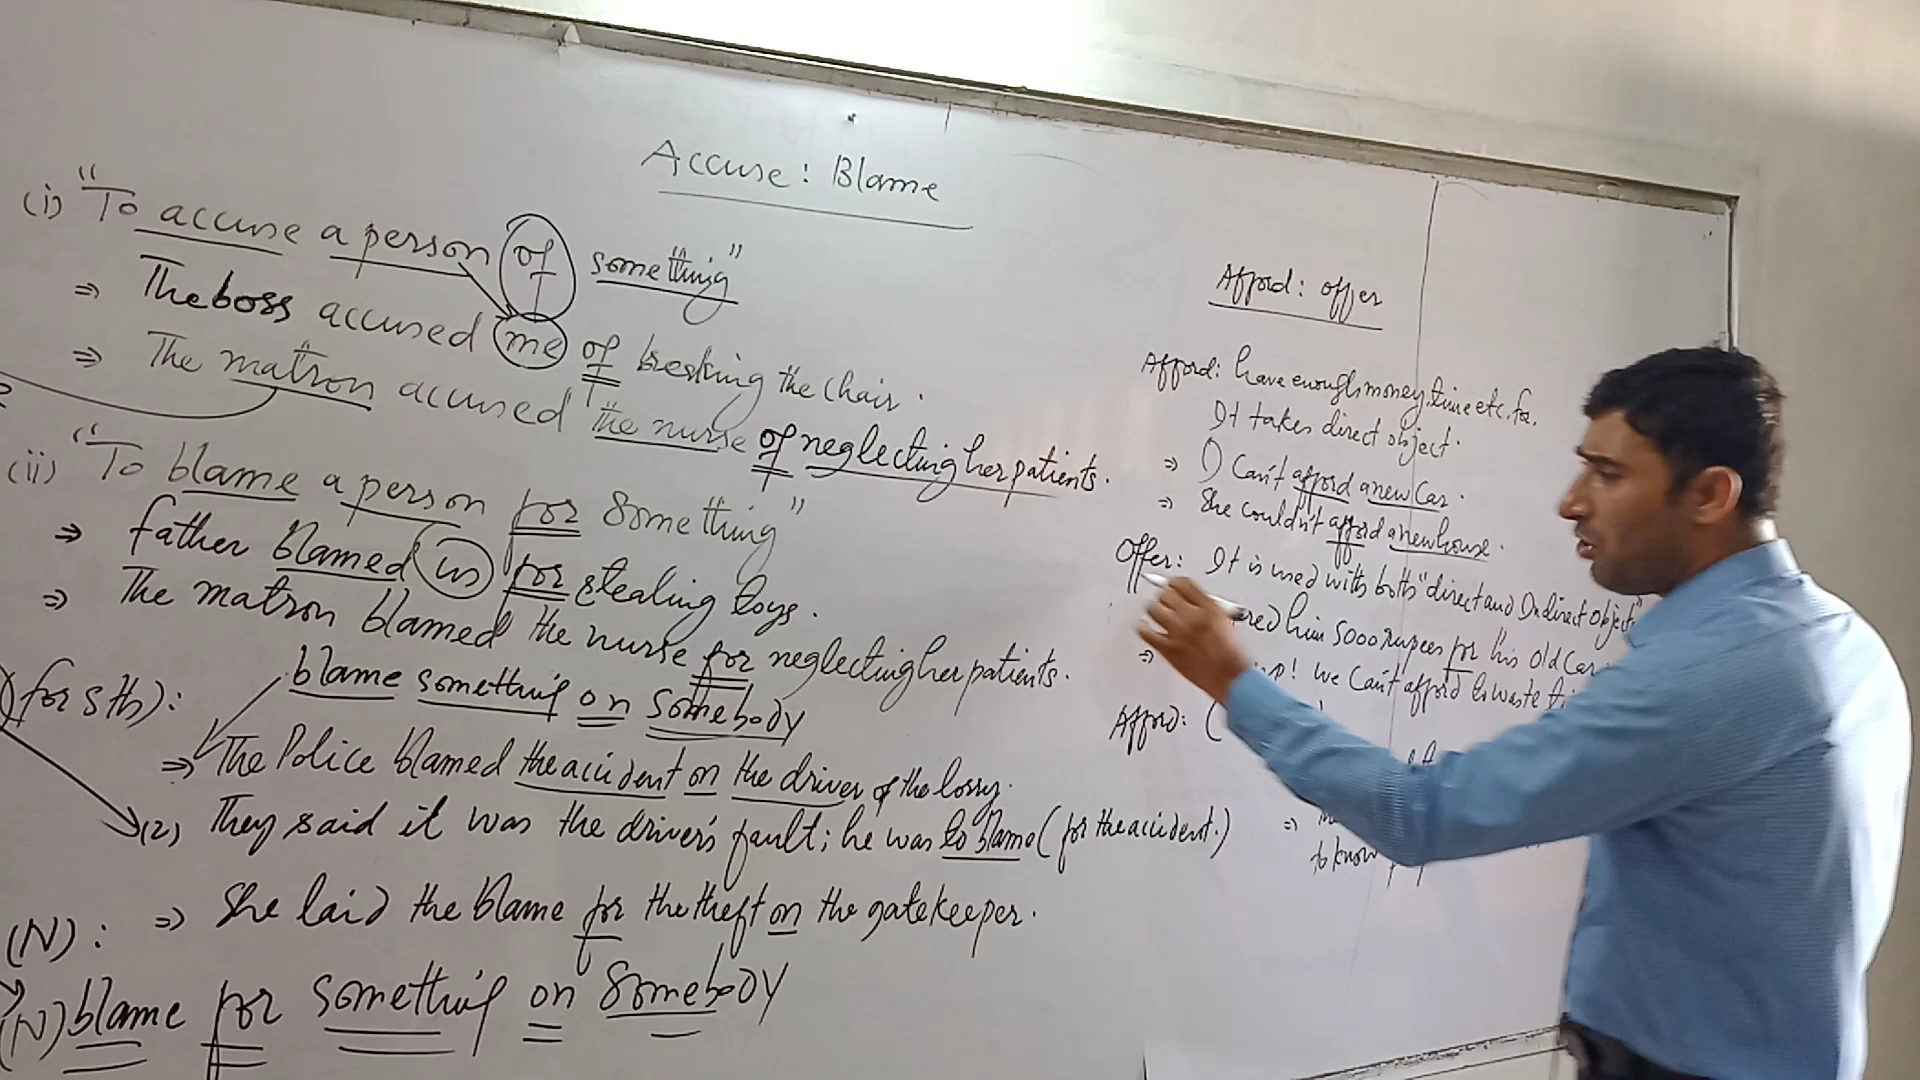 Accuse: Blame
(i) "To accuse a person of something"
⇒ The boss accused me of breaking the chair.
⇒ The matron accused the nurse of neglecting her patients.
(ii) "To blame a person for something"
⇒ father blamed us for stealing toys.
⇒ The matron blamed the nurse for neglecting her patients.
for sth):
blame something on somebody
⇒ The Police blamed the accident on the driver of the lorry.
(2) They said it was the driver's fault; he was to blame (for the accident.)
(N): ⇒ She laid the blame for the theft on the gatekeeper.
(N) blame for something on somebody
Afford: offer
Afford: have enough money, time etc. for.
It takes direct object.
⇒ I) Can't afford a new Car.
⇒ She couldn't afford a new house.
Offer: It is used with both "direct and Indirect object"
him 5000 Rupees for his Old Car
⇒ up! we Can't afford to waste
Afford: (
⇒
to know